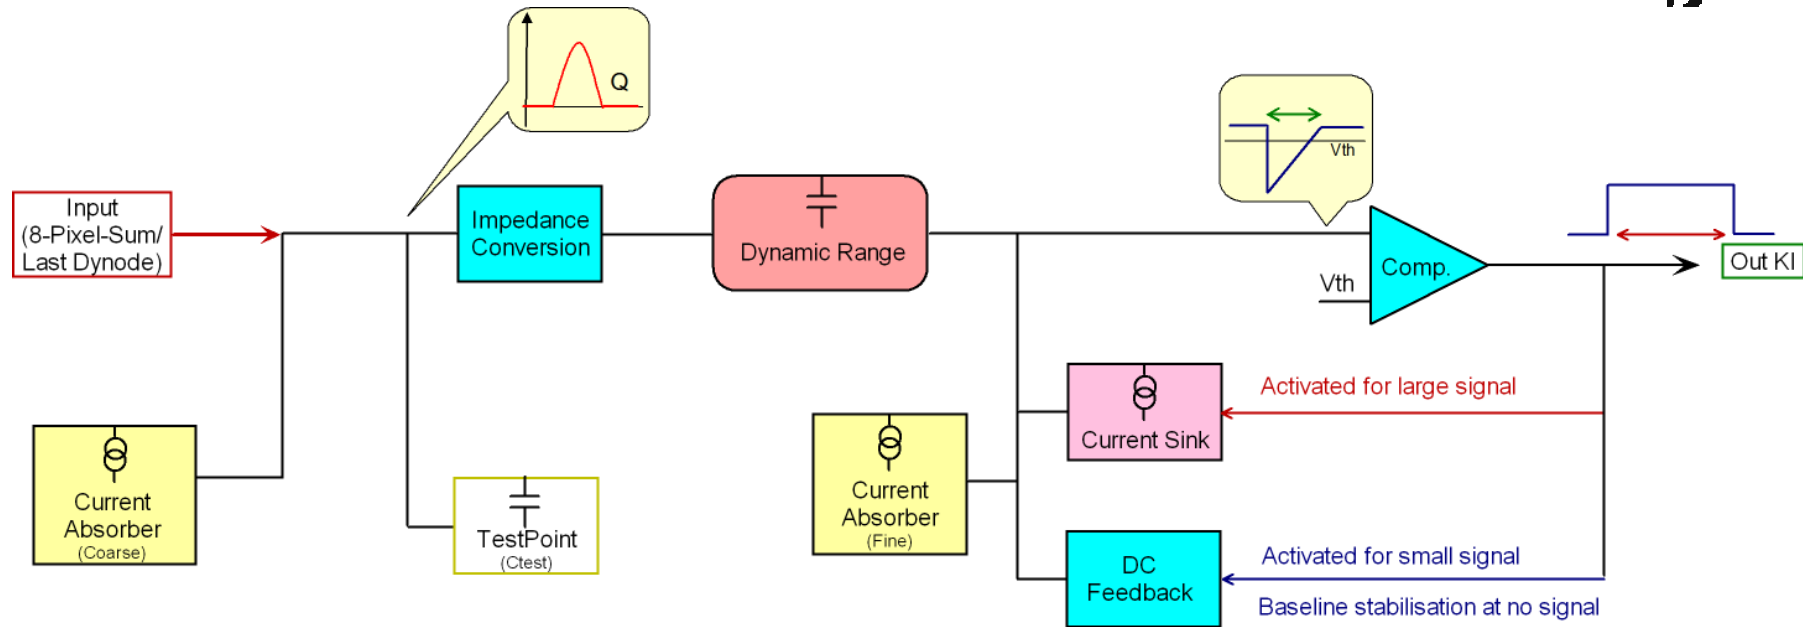 Q
Vth
Input
(8-Pixel-Sum/
Last Dynode)
Impedance
Conversion
Dynamic Range
Comp.
Vth
Out KI
Activated for large signal
Current Sink
Current
Absorber
(Coarse)
TestPoint
(Ctest)
Current
Absorber
(Fine)
DC
Feedback
Activated for small signal
Baseline stabilisation at no signal